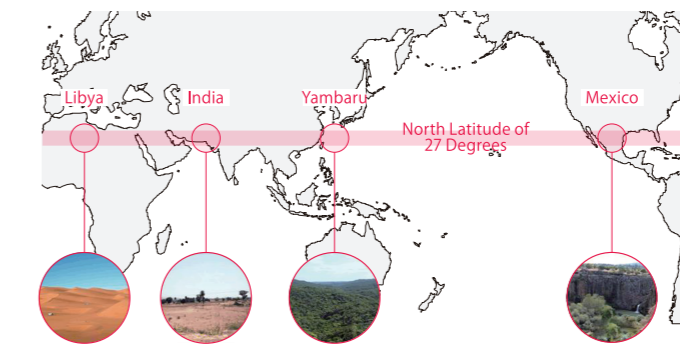 Libya
India
Yambaru
Mexico
North Latitude of
27 Degrees